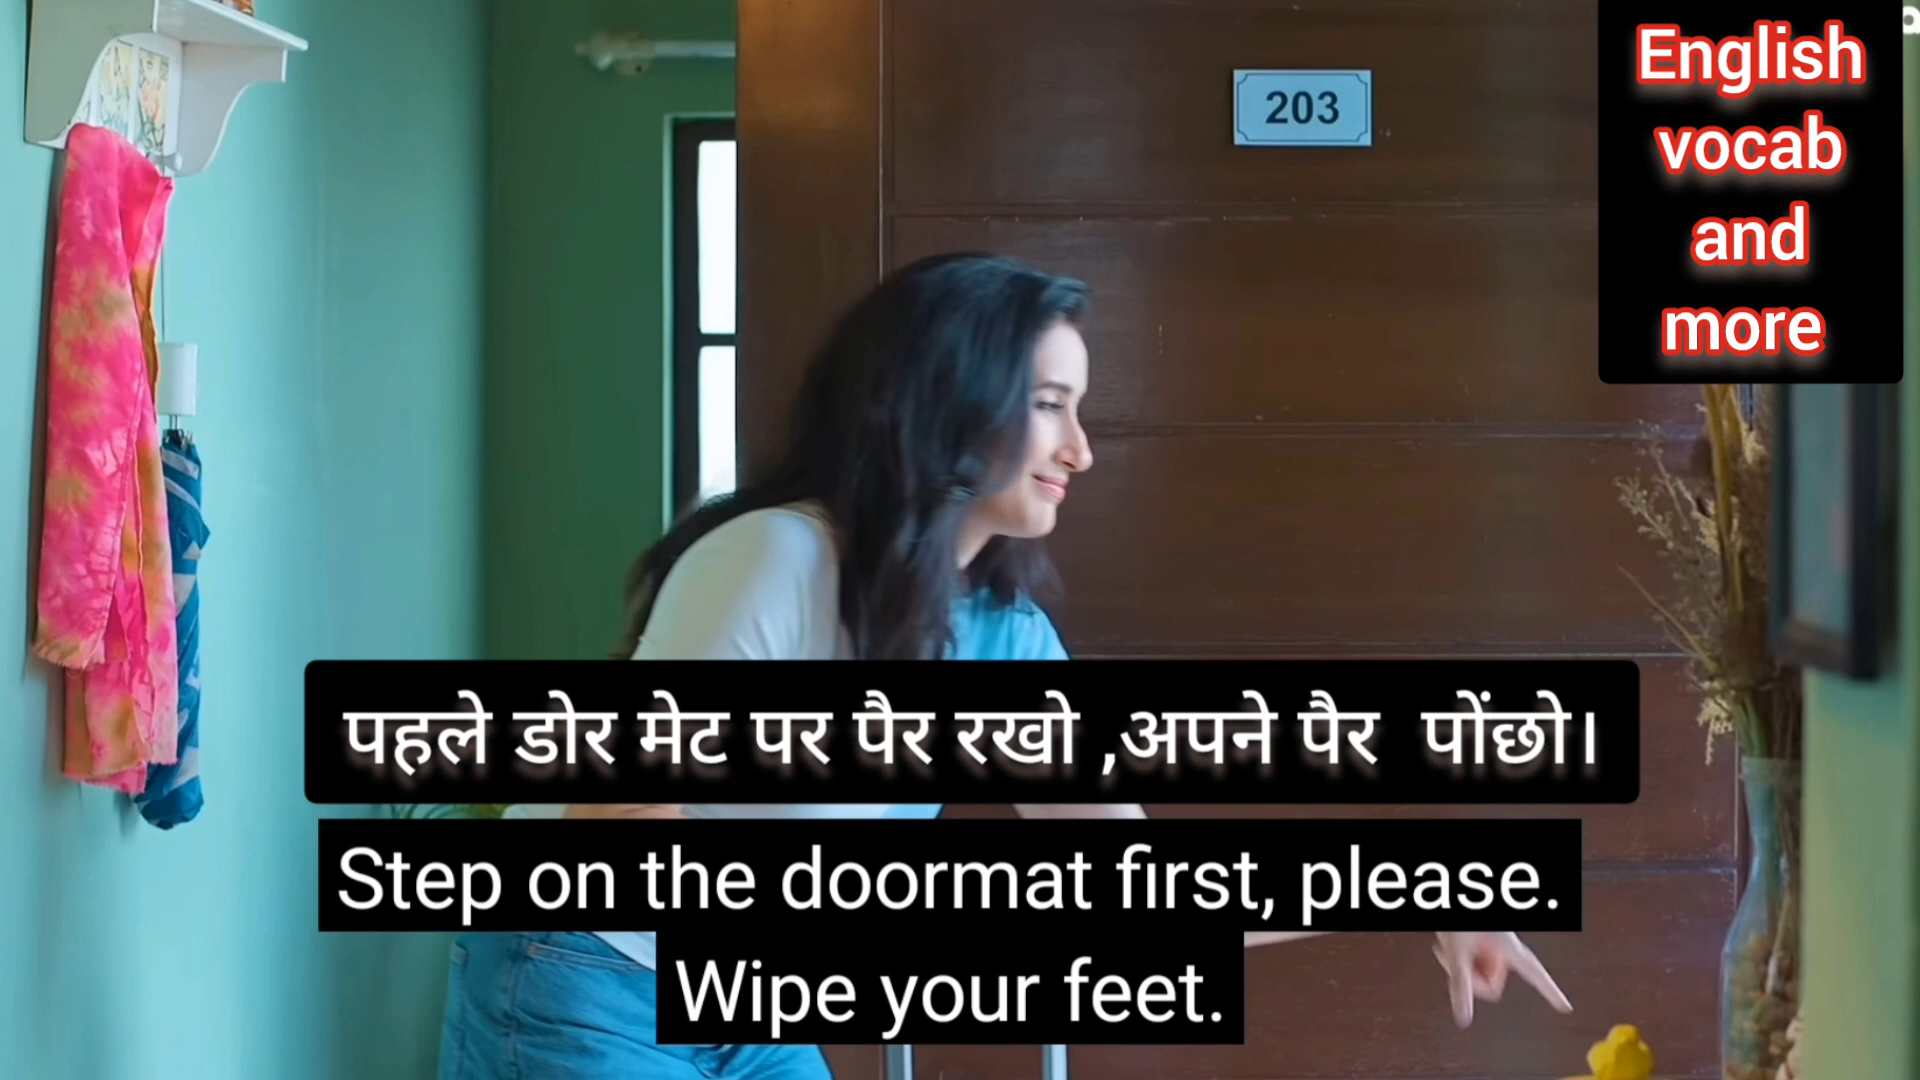 203
English
vocab
and
more
पहले डोर मेट पर पैर रखो ,अपने पैर  पोंछो।
Step on the doormat first, please.
Wipe your feet.